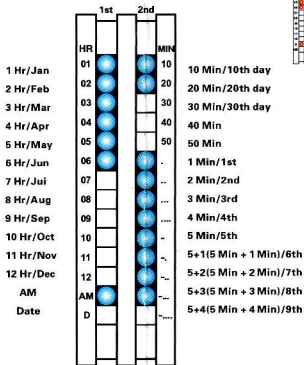 1st 2nd
HR MIN
1 Hr/Jan 01 10 10 Min/10th day
2 Hr/Feb 02 20 20 Min/20th day
3 Hr/Mar 03 30 30 Min/30th day
4 Hr/Apr 04 40 40 Min
5 Hr/May 05 50 50 Min
6 Hr/Jun 06 . 1 Min/1st
7 Hr/Jui 07 .. 2 Min/2nd
8 Hr/Aug 08 ... 3 Min/3rd
9 Hr/Sep 09 .... 4 Min/4th
10 Hr/Oct 10 - 5 Min/5th
11 Hr/Nov 11 -. 5+1(5 Min + 1 Min)/6th
12 Hr/Dec 12 -.. 5+2(5 Min + 2 Min)/7th
AM AM -... 5+3(5 Min + 3 Min)/8th
Date D -.... 5+4(5 Min + 4 Min)/9th